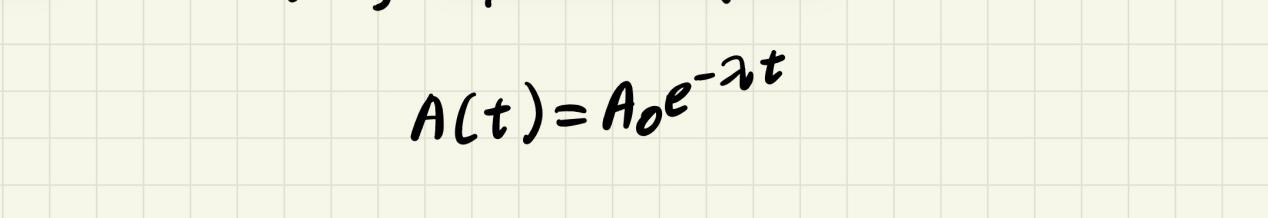 A(t) = A₀e^{-λt}